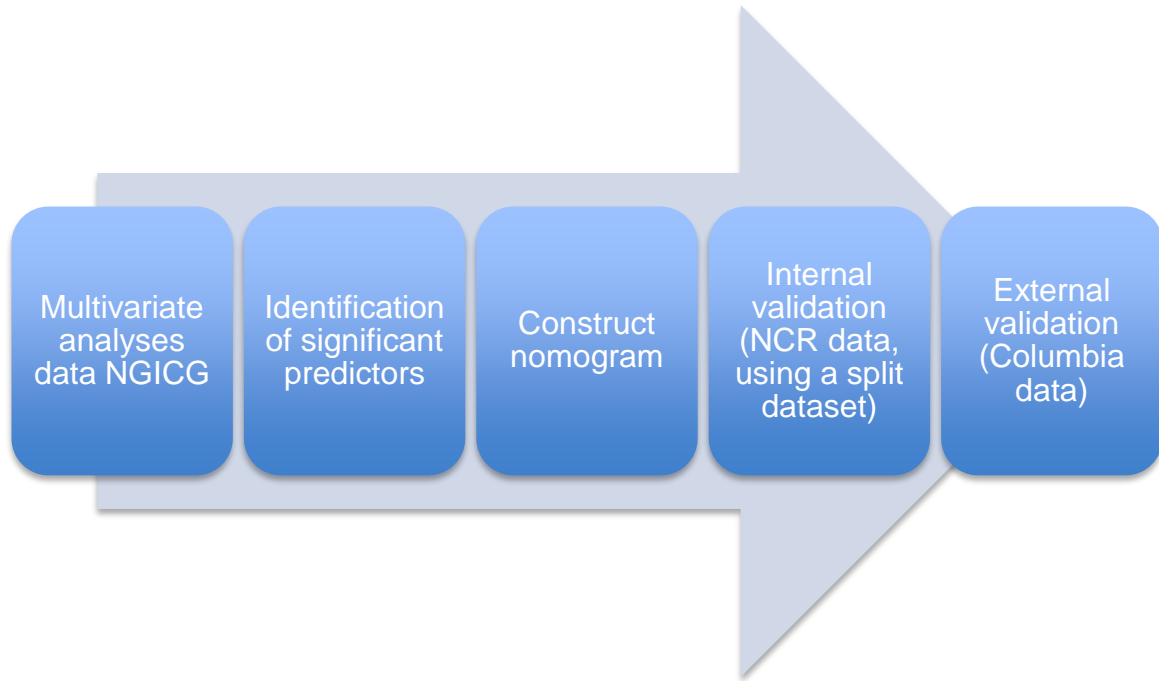 Multivariate
analyses
data NGICG
Identification
of significant
predictors
Construct
nomogram
Internal
validation
(NCR data,
using a split
dataset)
External
validation
(Columbia
data)